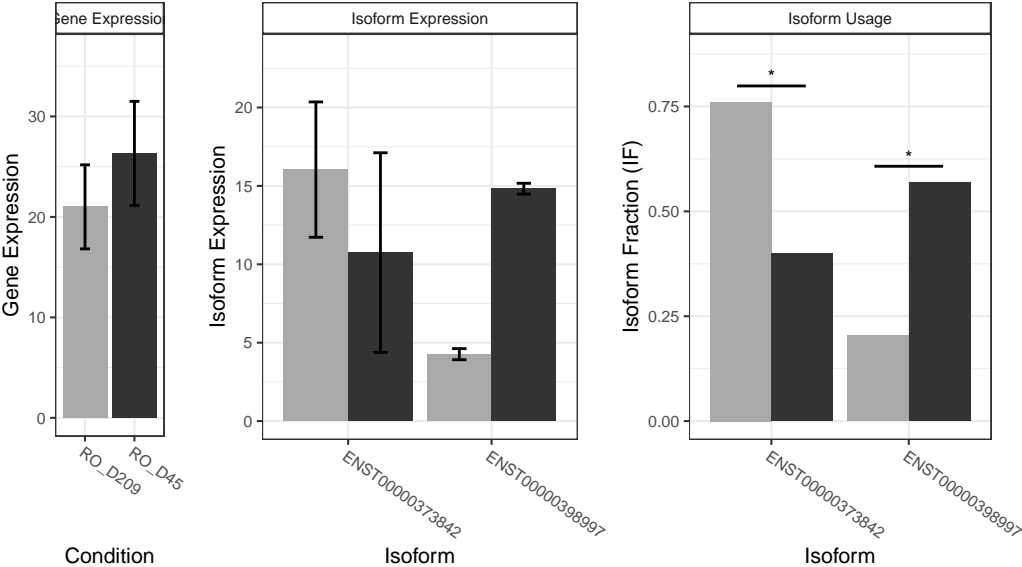 Gene Expression
Gene Expression
30
20
10
0
RO_D209
RO_D45
Condition
Isoform Expression
Isoform Expression
20
15
10
5
0
ENST00000373842
ENST00000398997
Isoform
Isoform Usage
Isoform Fraction (IF)
0.75
0.50
0.25
0.00
*
*
ENST00000373842
ENST00000398997
Isoform